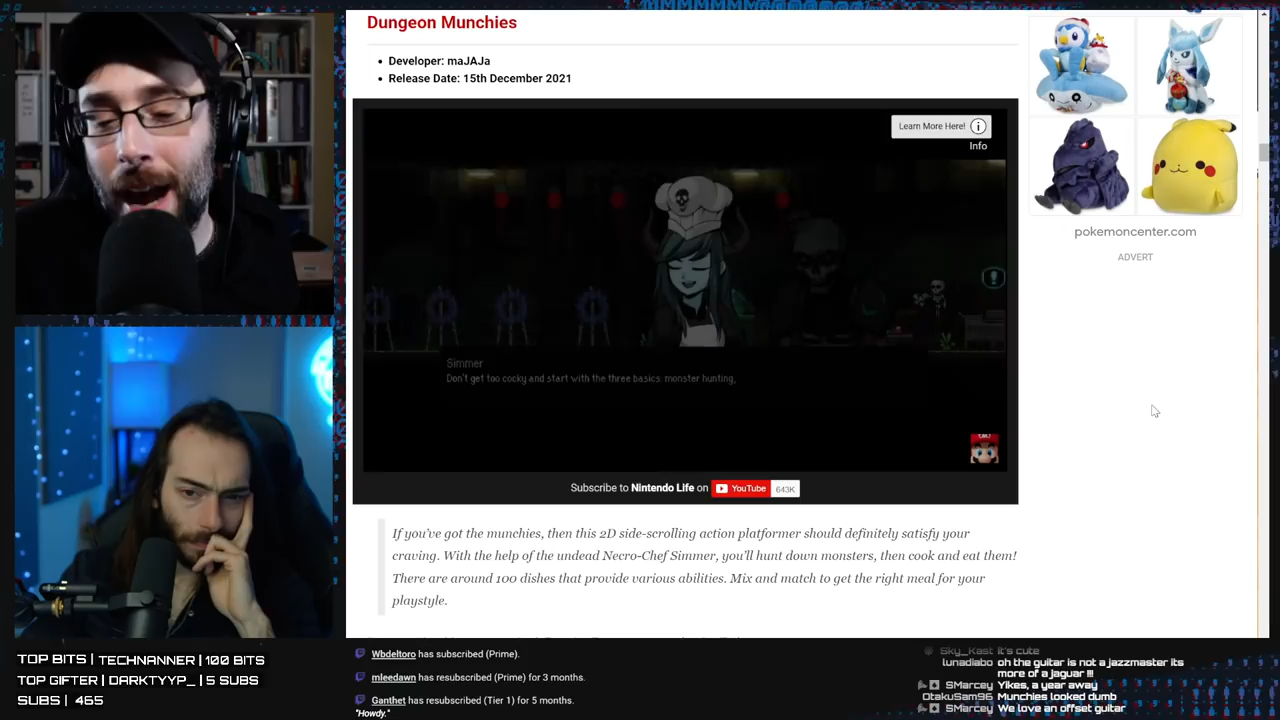 Dungeon Munchies
Developer: maJAJa
Release Date: 15th December 2021
Learn More Here!
Info
Simmer
Don't get too cocky and start with the three basics: monster hunting,
Subscribe to Nintendo Life on YouTube 643K
If you've got the munchies, then this 2D side-scrolling action platformer should definitely satisfy your
craving. With the help of the undead Necro-Chef Simmer, you'll hunt down monsters, then cook and eat them!
There are around 100 dishes that provide various abilities. Mix and match to get the right meal for your
playstyle.
pokemoncenter.com
ADVERT
TOP BITS | TECHNANNER | 100 BITS
TOP GIFTER | DARKTYYP_ | 5 SUBS
SUBS | 465
Wbdeltoro has subscribed (Prime).
mleedawn has resubscribed (Prime) for 3 months.
Ganthet has resubscribed (Tier 1) for 5 months.
"Howdy."
Sky_Kast it's cute
lunadiabo oh the guitar is not a jazzmaster its
more of a jaguar !!!
SMarcey Yikes, a year away
OtakuSam96 Munchies looked dumb
SMarcey We love an offset guitar